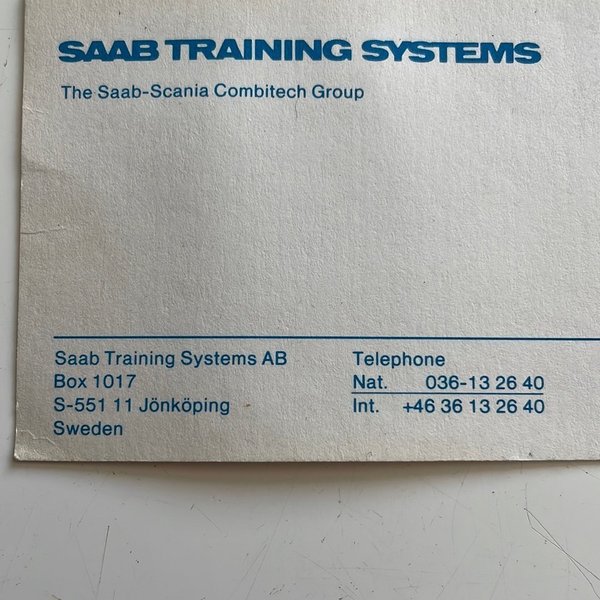 SAAB TRAINING SYSTEMS
The Saab-Scania Combitech Group
Saab Training Systems AB
Box 1017
S-551 11 Jönköping
Sweden
Telephone
Nat. 036-13 26 40
Int. +46 36 13 26 40